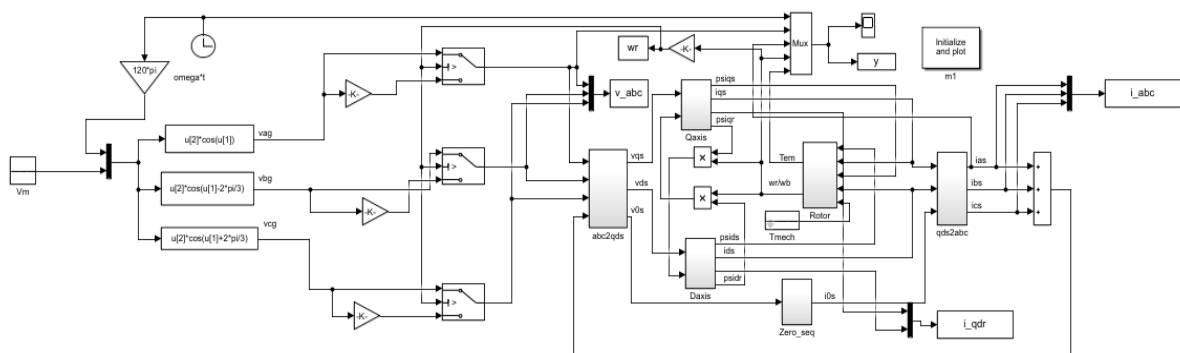 120*pi
omega*t
Vm
u[2]*cos(u[1])
vag
-K-
u[2]*cos(u[1]-2*pi/3)
vbg
-K-
u[2]*cos(u[1]+2*pi/3)
vcg
-K-
>
>
>
v_abc
wr
-K-
Mux
y
Initialize
and plot
m1
abc2qds
vqs
vds
v0s
psiqs
iqs
psiqr
Qaxis
×
×
psids
ids
psidr
Daxis
Tem
wr/wb
Rotor
Tmech
Zero_seq
i0s
qds2abc
ias
ibs
ics
+
+
+
i_abc
i_qdr